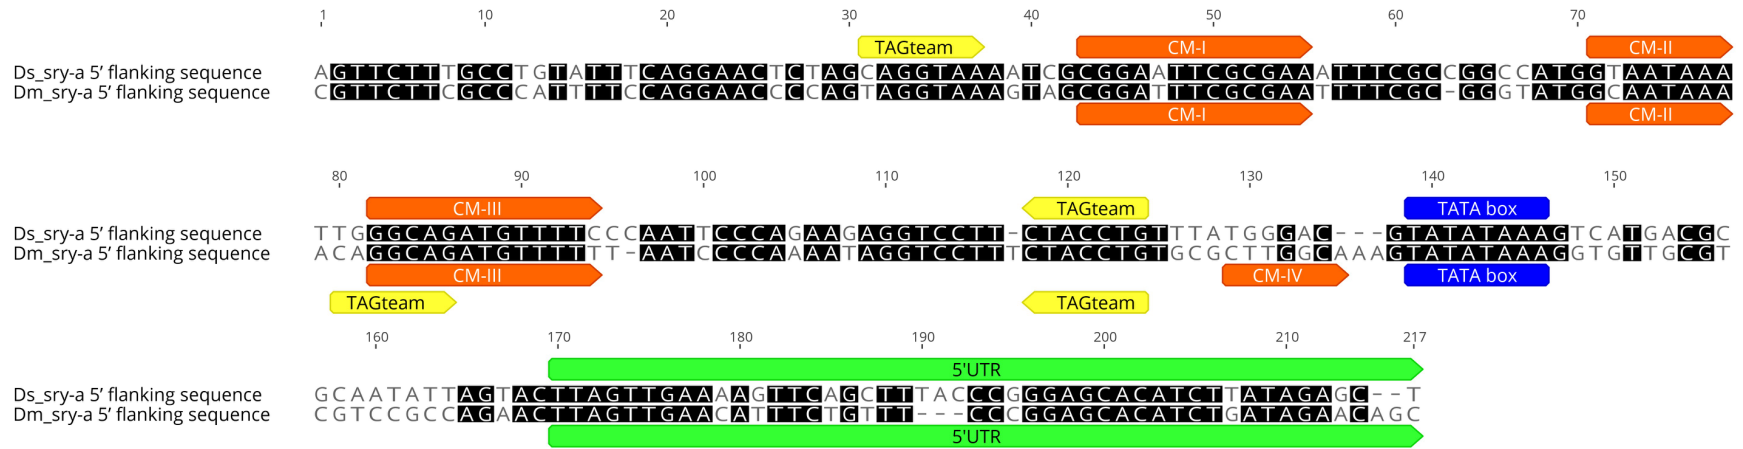 1 10 20 30 40 50 60 70
TAGteam CM-I CM-II
Ds_sry-a 5’ flanking sequence AGTTCTTTGCCTGTATTTCAGGAACTCTAGCAGGTAAAATCGCGGAATTCGCGAAATTTCGCCGGCCATGGTAATAAA
Dm_sry-a 5’ flanking sequence CGTTCTTCGCCCATTTTCCAGGAACCCCAGTAGGTAAAGTAGCGGATTTCGCGAATTTTCGC-GGGTATGGCAATAAA
CM-I CM-II
80 90 100 110 120 130 140 150
CM-III TAGteam TATA box
Ds_sry-a 5’ flanking sequence TTGGGCAGATGTTTTCCCAATTCCCAGAAGAGGTCCTT-CTACCTGTTTATGGGAC---GTATATAAAGTCATGACGC
Dm_sry-a 5’ flanking sequence ACAGGCAGATGTTTTTT-AATCCCCAAAATAGGTCCTTTCTACCTGTGCGCTTGGCAAAGTATATAAAGGTGTTGCGT
CM-III CM-IV TATA box
TAGteam TAGteam
160 170 180 190 200 210 217
5'UTR
Ds_sry-a 5’ flanking sequence GCAATATTAGTACTTAGTTGAAAAGTTCAGCTTTACCCGGGAGCACATCTTATAGAGC--T
Dm_sry-a 5’ flanking sequence CGTCCGCCAGAACTTAGTTGAACATTTCTGTTT---CCCGGAGCACATCTGATAGAACAGC
5'UTR